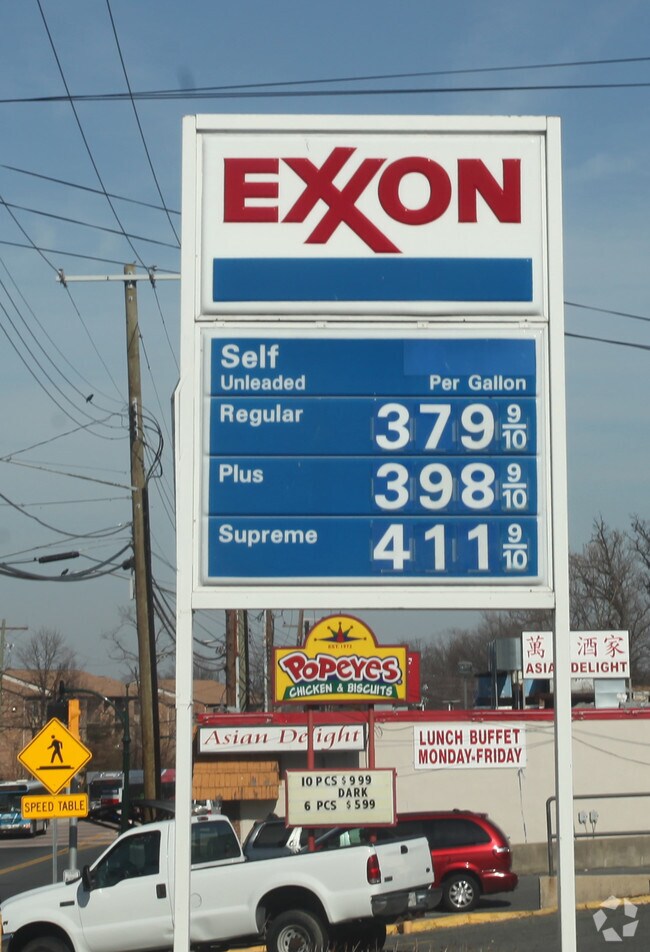 EXXON
Self
Unleaded Per Gallon
Regular 379 9/10
Plus 398 9/10
Supreme 411 9/10
POPEYES
CHICKEN & BISCUITS
萬 酒家
ASIA DELIGHT
Asian Delight
LUNCH BUFFET
MONDAY-FRIDAY
10 PCS $999
DARK
6 PCS $599
SPEED TABLE